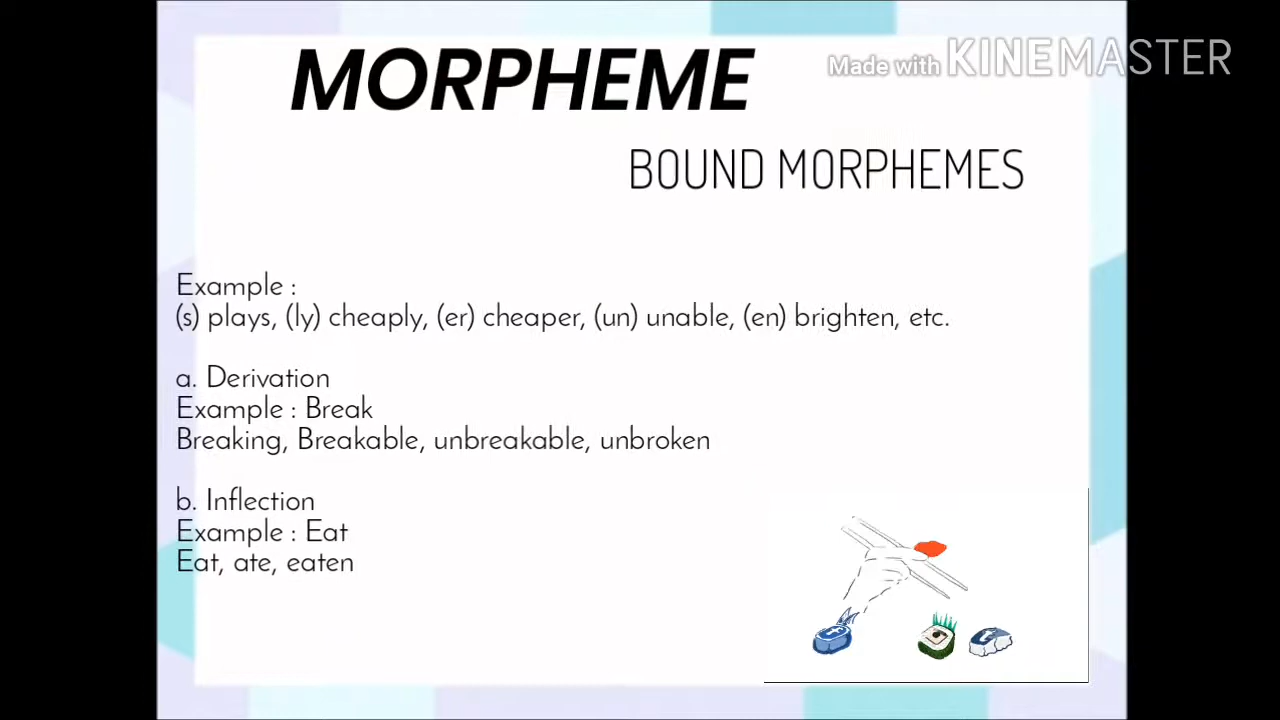 MORPHEME
Made with KINEMASTER
BOUND MORPHEMES
Example :
(s) plays, (ly) cheaply, (er) cheaper, (un) unable, (en) brighten, etc.
a. Derivation
Example : Break
Breaking, Breakable, unbreakable, unbroken
b. Inflection
Example : Eat
Eat, ate, eaten
f
t